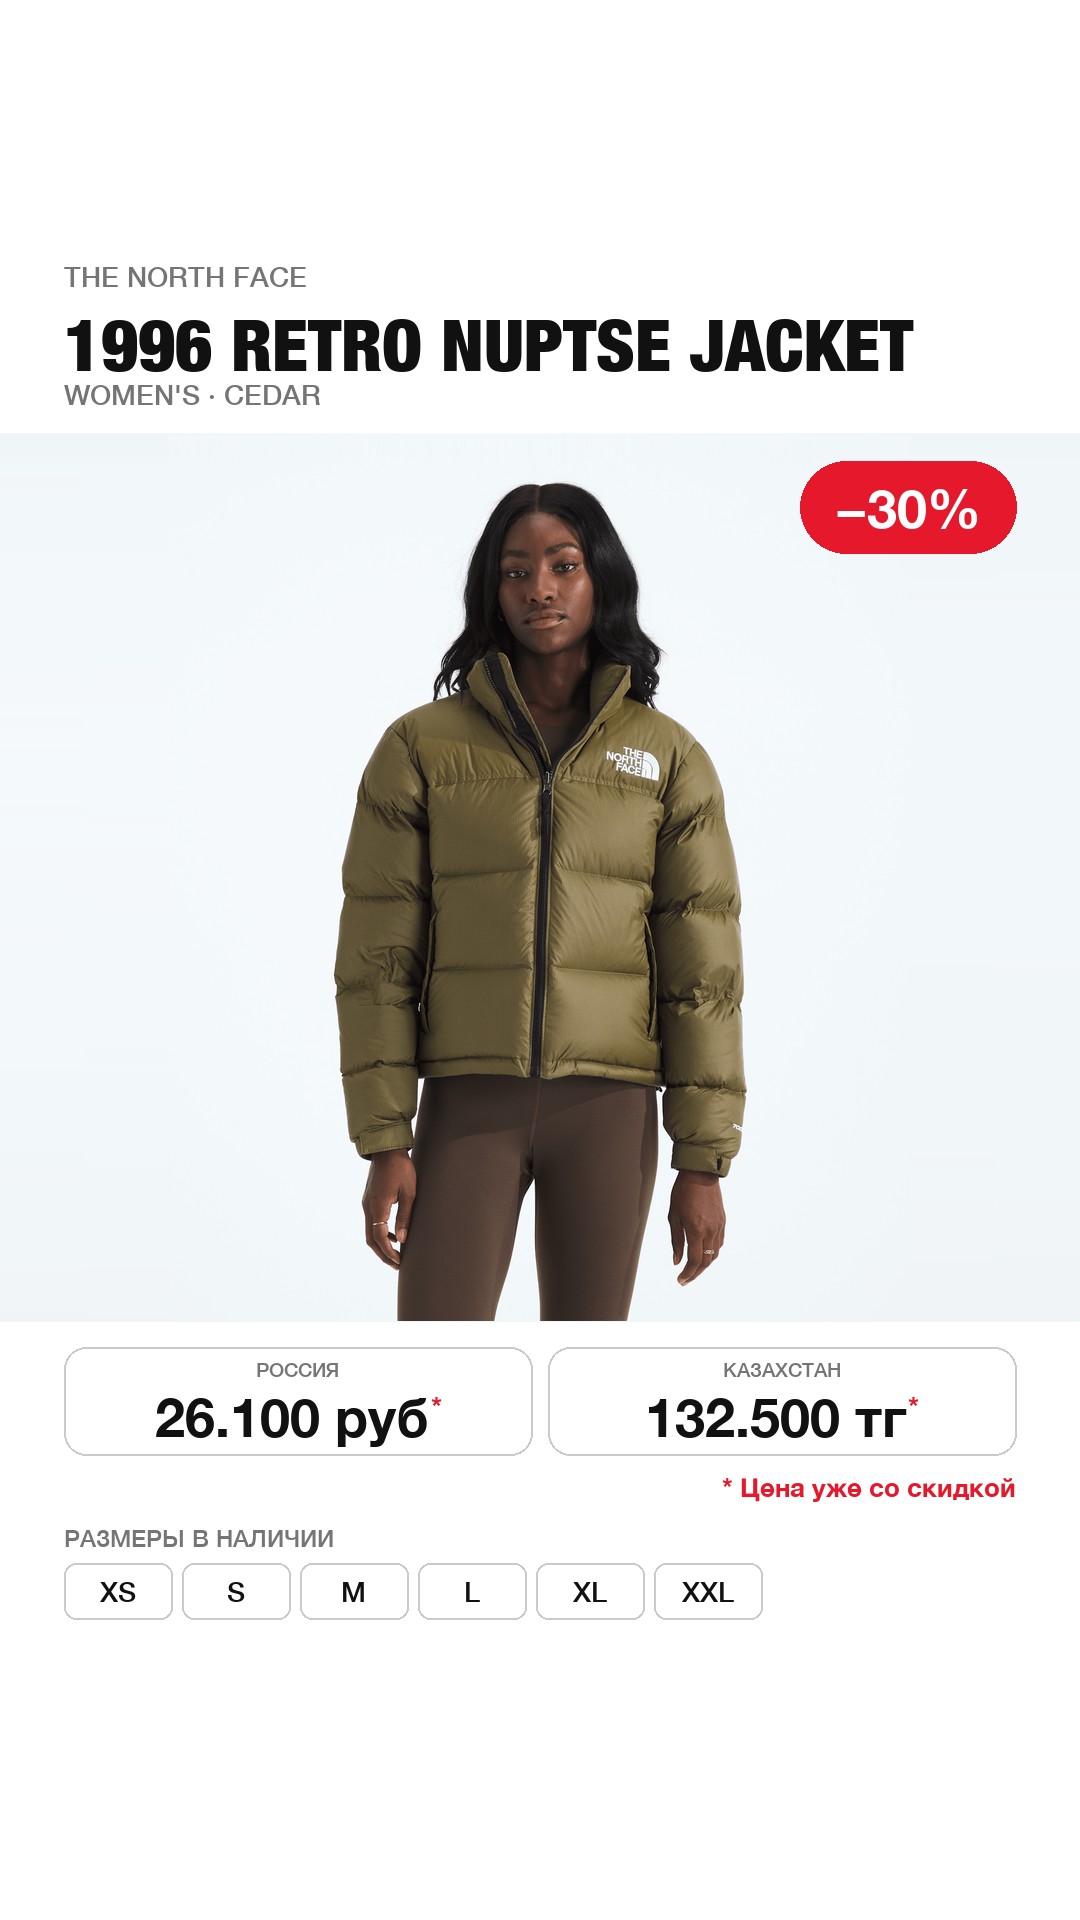 THE NORTH FACE
1996 RETRO NUPTSE JACKET
WOMEN'S · CEDAR
–30%
THE
NORTH
FACE
РОССИЯ
26.100 руб*
КАЗАХСТАН
132.500 тг*
* Цена уже со скидкой
РАЗМЕРЫ В НАЛИЧИИ
XS S M L XL XXL